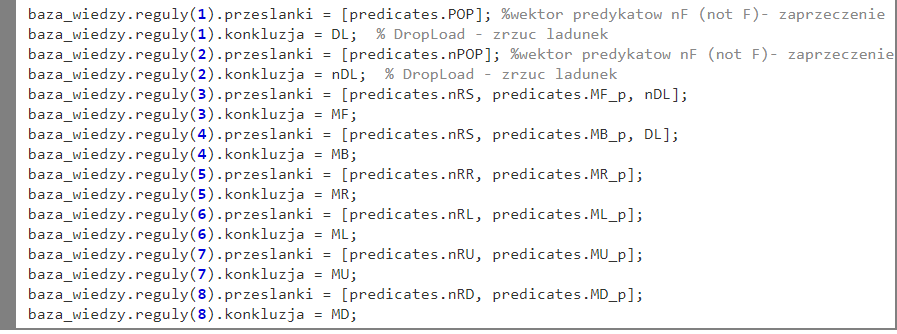 baza_wiedzy.reguly(1).przeslanki = [predicates.POP]; %wektor predykatow nF (not F)- zaprzeczenie
baza_wiedzy.reguly(1).konkluzja = DL;  % DropLoad - zrzuc ladunek
baza_wiedzy.reguly(2).przeslanki = [predicates.nPOP]; %wektor predykatow nF (not F)- zaprzeczenie
baza_wiedzy.reguly(2).konkluzja = nDL;  % DropLoad - zrzuc ladunek
baza_wiedzy.reguly(3).przeslanki = [predicates.nRS, predicates.MF_p, nDL];
baza_wiedzy.reguly(3).konkluzja = MF;
baza_wiedzy.reguly(4).przeslanki = [predicates.nRS, predicates.MB_p, DL];
baza_wiedzy.reguly(4).konkluzja = MB;
baza_wiedzy.reguly(5).przeslanki = [predicates.nRR, predicates.MR_p];
baza_wiedzy.reguly(5).konkluzja = MR;
baza_wiedzy.reguly(6).przeslanki = [predicates.nRL, predicates.ML_p];
baza_wiedzy.reguly(6).konkluzja = ML;
baza_wiedzy.reguly(7).przeslanki = [predicates.nRU, predicates.MU_p];
baza_wiedzy.reguly(7).konkluzja = MU;
baza_wiedzy.reguly(8).przeslanki = [predicates.nRD, predicates.MD_p];
baza_wiedzy.reguly(8).konkluzja = MD;